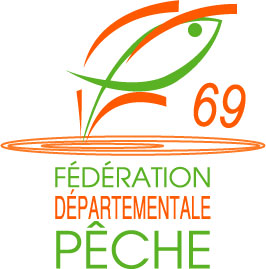 69
FÉDÉRATION
DÉPARTEMENTALE
PÊCHE